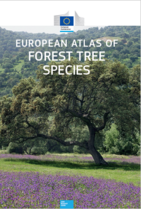 EUROPEAN ATLAS OF
FOREST TREE
SPECIES